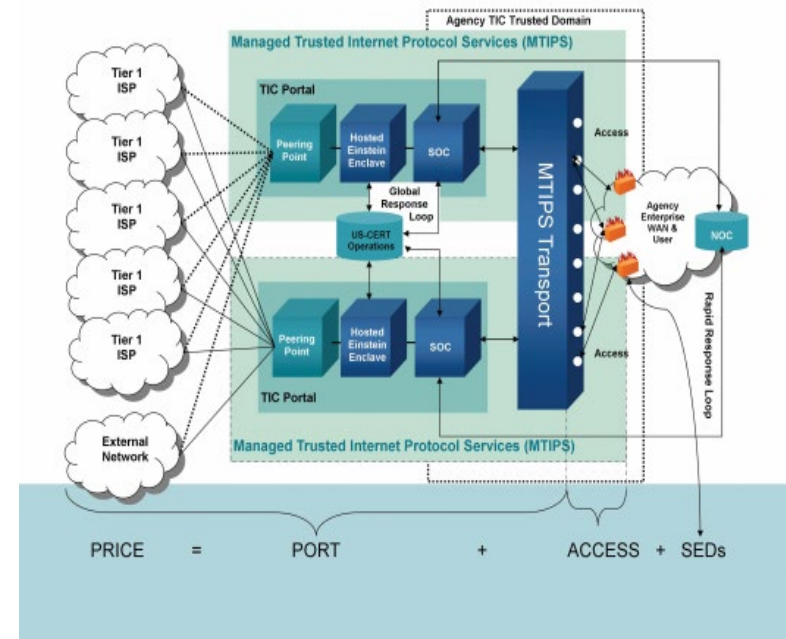 Agency TIC Trusted Domain
Managed Trusted Internet Protocol Services (MTIPS)
Tier 1
ISP
TIC Portal
Peering
Point
Hosted
Einstein
Enclave
SOC
Access
Tier 1
ISP
Global
Response
Loop
Tier 1
ISP
US-CERT
Operations
MTIPS Transport
Agency
Enterprise
WAN &
User
NOC
Tier 1
ISP
Tier 1
ISP
Peering
Point
Hosted
Einstein
Enclave
SOC
Access
Rapid Response Loop
TIC Portal
External
Network
Managed Trusted Internet Protocol Services (MTIPS)
PRICE = PORT + ACCESS + SEDs